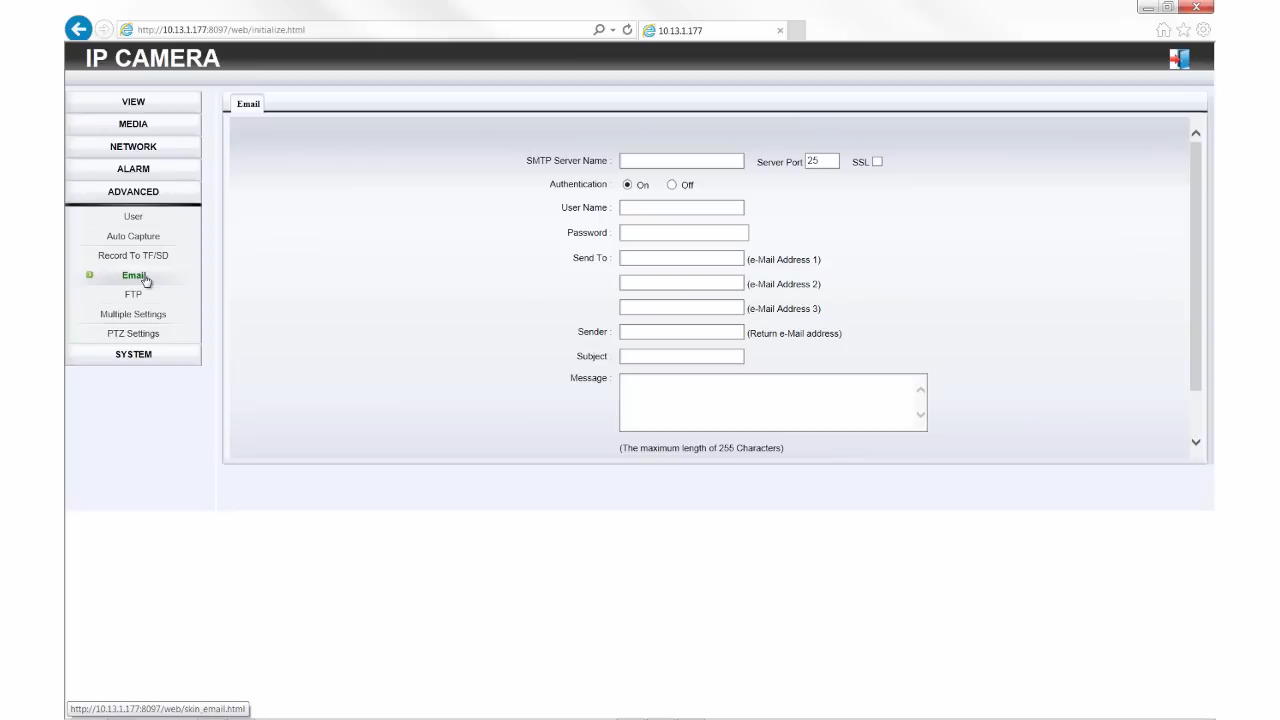 http://10.13.1.177:8097/web/initialize.html
10.13.1.177
IP CAMERA
VIEW
MEDIA
NETWORK
ALARM
ADVANCED
User
Auto Capture
Record To TF/SD
Email
FTP
Multiple Settings
PTZ Settings
SYSTEM
Email
SMTP Server Name : Server Port 25 SSL
Authentication : On Off
User Name :
Password :
Send To : (e-Mail Address 1)
(e-Mail Address 2)
(e-Mail Address 3)
Sender : (Return e-Mail address)
Subject :
Message :
(The maximum length of 255 Characters)
http://10.13.1.177:8097/web/skin_email.html